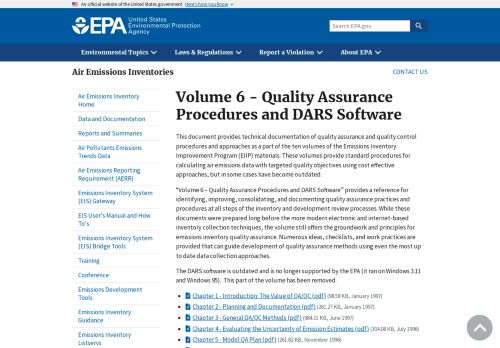 An official website of the United States government Here's how you know
EPA United States Environmental Protection Agency
Search EPA.gov
Environmental Topics Laws & Regulations Report a Violation About EPA
Air Emissions Inventories
CONTACT US
Air Emissions Inventory Home
Data and Documentation
Reports and Summaries
Air Pollutants Emissions Trends Data
Air Emissions Reporting Requirement (AERR)
Emissions Inventory System (EIS) Gateway
EIS User's Manual and How To's
Emissions Inventory System (EIS) Bridge Tools
Training
Conference
Emissions Development Tools
Emissions Inventory Guidance
Emissions Inventory Listservs
Volume 6 - Quality Assurance
Procedures and DARS Software
This document provides technical documentation of quality assurance and quality control
procedures and approaches as a part of the ten volumes of the Emissions Inventory
Improvement Program (EIIP) materials. These volumes provide standard procedures for
calculating air emissions data with targeted quality objectives using cost effective
approaches, but in some cases have become outdated.
"Volume 6 – Quality Assurance Procedures and DARS Software" provides a reference for
identifying, improving, consolidating, and documenting quality assurance practices and
procedures at all steps of the inventory and development review processes. While these
documents were prepared long before the more modern electronic and internet-based
inventory collection techniques, the volume still offers the groundwork and principles for
emissions inventory quality assurance. Numerous ideas, checklists, and work practices are
provided that can guide development of quality assurance methods using even the most up
to date data collection approaches.
The DARS software is outdated and is no longer supported by the EPA (it ran on Windows 3.11
and Windows 95). This part of the volume has been removed.
Chapter 1 - Introduction: The Value of QA/QC (pdf) (98.58 KB, January 1997)
Chapter 2 - Planning and Documentation (pdf) (261.27 KB, January 1997)
Chapter 3 - General QA/QC Methods (pdf) (984.31 KB, June 1997)
Chapter 4 - Evaluating the Uncertainty of Emission Estimates (pdf) (304.08 KB, July 1996)
Chapter 5 - Model QA Plan (pdf) (261.82 KB, November 1996)